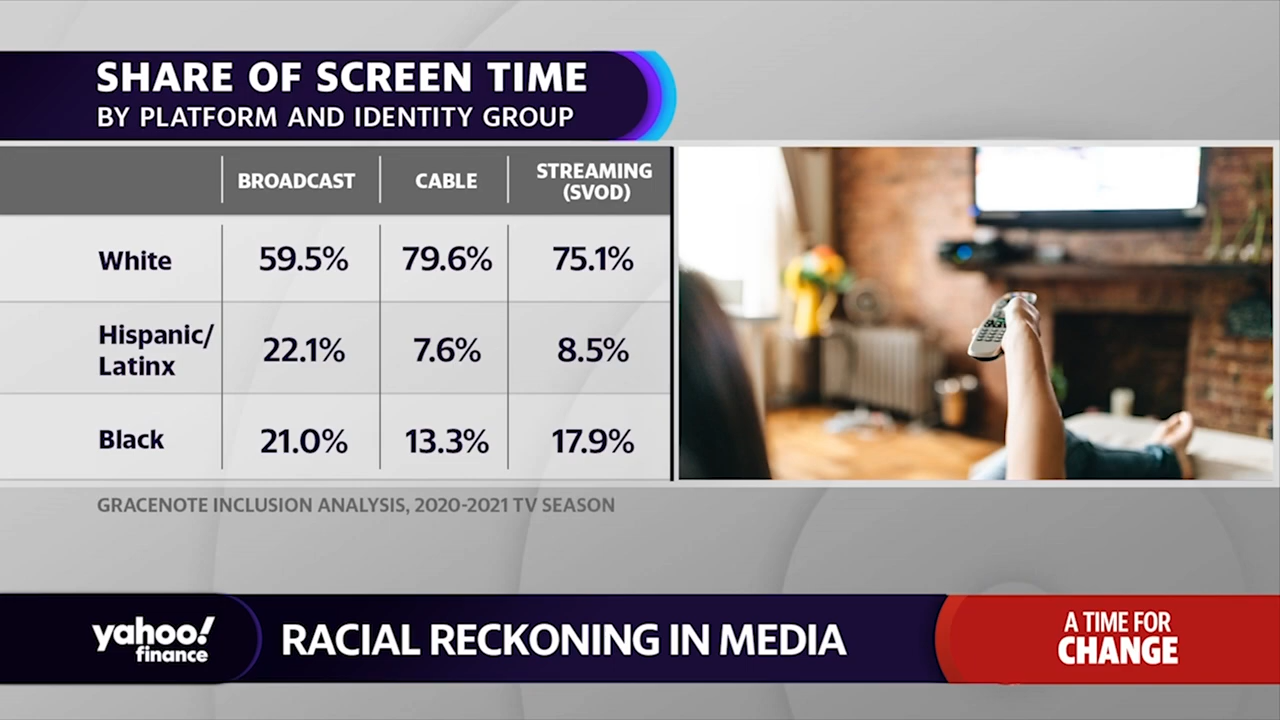 SHARE OF SCREEN TIME
BY PLATFORM AND IDENTITY GROUP
BROADCAST CABLE STREAMING
(SVOD)
White 59.5% 79.6% 75.1%
Hispanic/
Latinx 22.1% 7.6% 8.5%
Black 21.0% 13.3% 17.9%
GRACENOTE INCLUSION ANALYSIS, 2020-2021 TV SEASON
yahoo!
finance
RACIAL RECKONING IN MEDIA
A TIME FOR
CHANGE